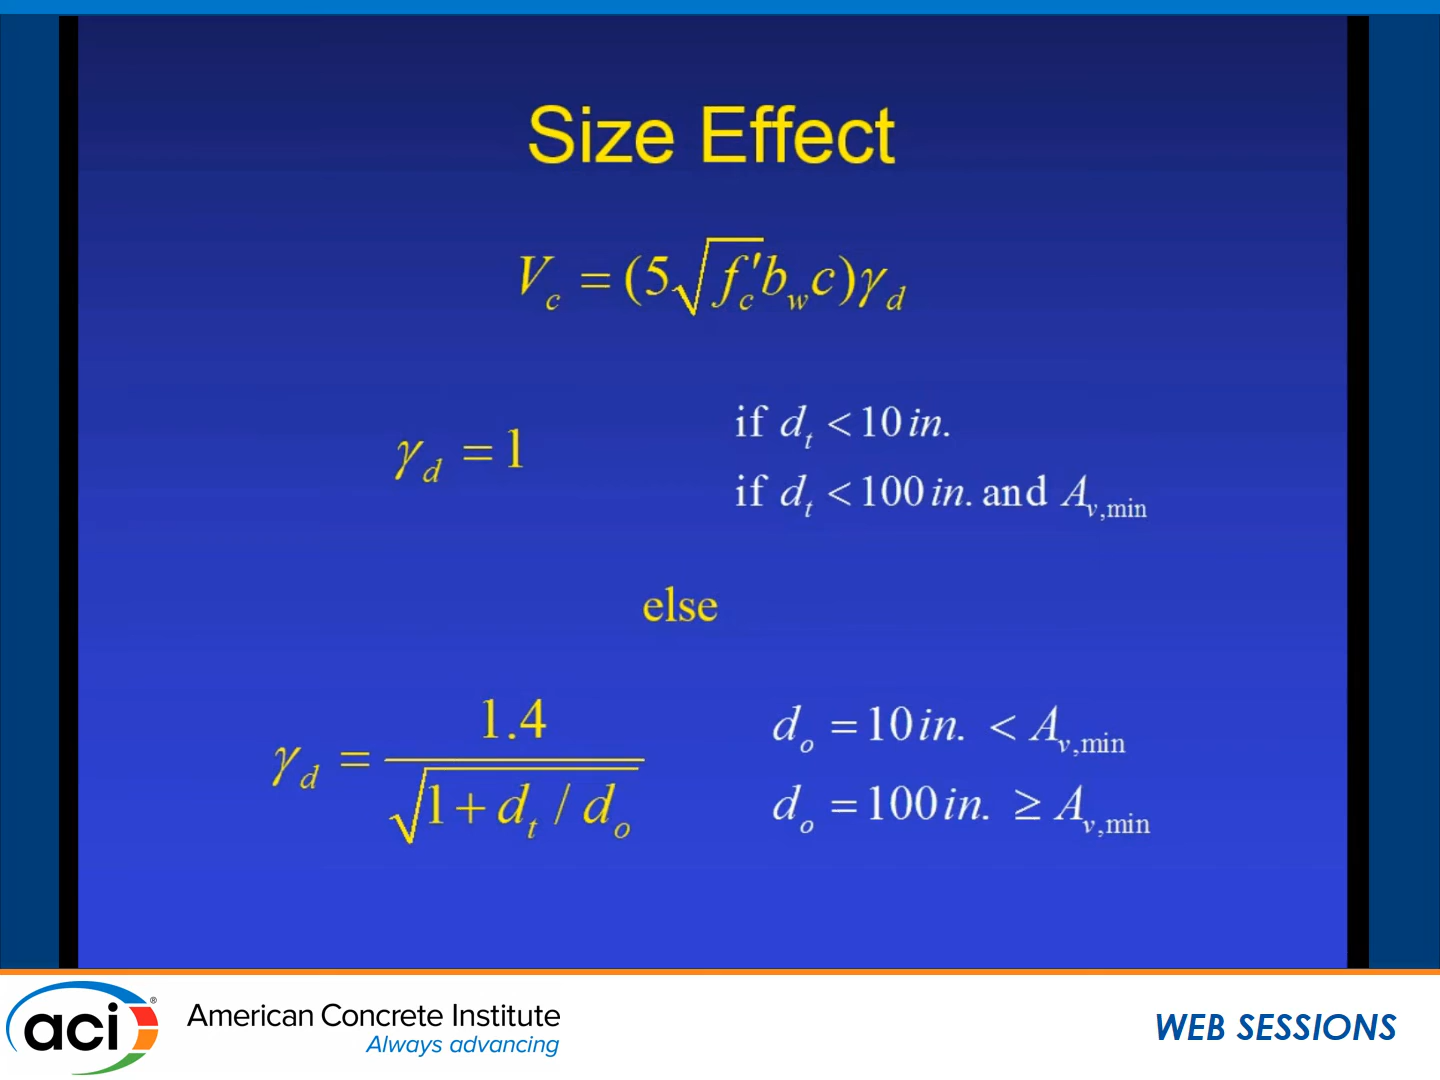 Size Effect
V_c = (5√f′_c b_w c)γ_d
γ_d = 1
if d_t < 10 in.
if d_t < 100 in. and A_v,min
else
γ_d = 1.4 / √(1 + d_t / d_o)
d_o = 10 in. < A_v,min
d_o = 100 in. ≥ A_v,min
aci®
American Concrete Institute
Always advancing
WEB SESSIONS